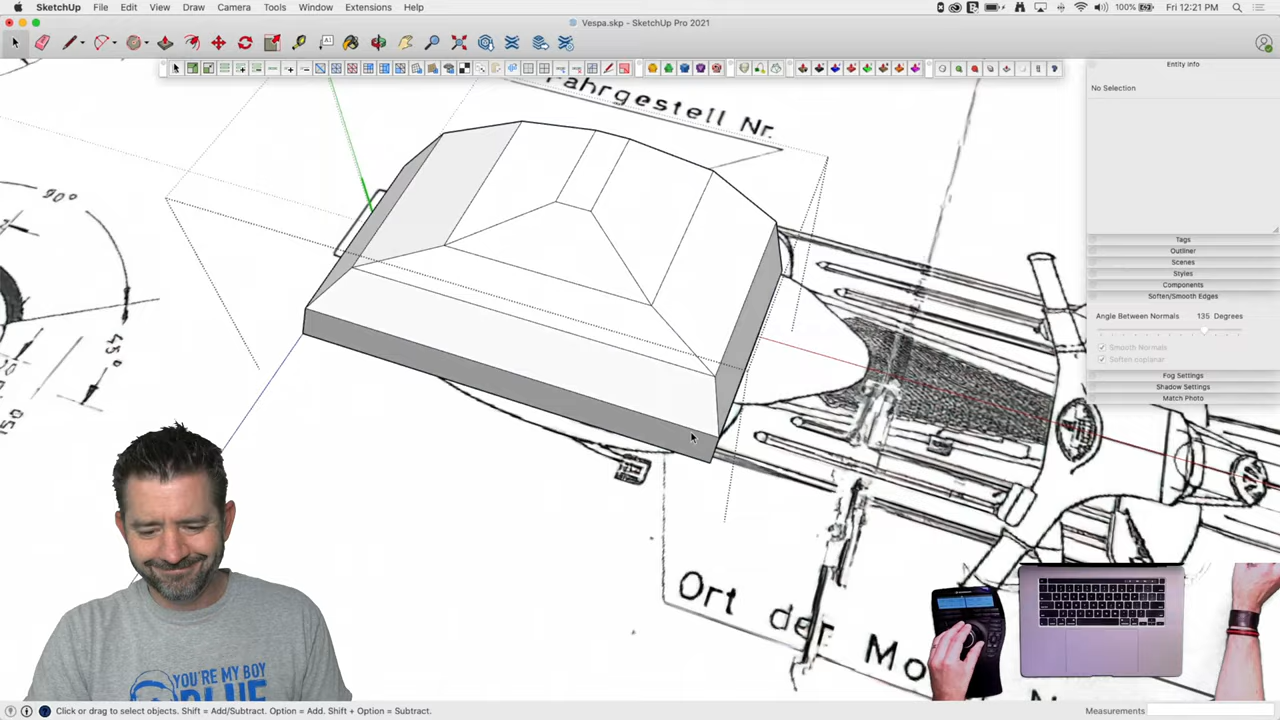 SketchUp File Edit View Draw Camera Tools Window Extensions Help
100% Fri 12:21 PM
Vespa.skp - SketchUp Pro 2021
Entity Info
No Selection
Tags
Outliner
Scenes
Styles
Components
Soften/Smooth Edges
Angle Between Normals 135 Degrees
Smooth Normals
Soften coplanar
Fog Settings
Shadow Settings
Match Photo
Fahrgestell Nr.
90°
45°
Ort der Mo
YOU'RE MY BOY
BLUE
Click or drag to select objects. Shift = Add/Subtract. Option = Add. Shift + Option = Subtract.
Measurements